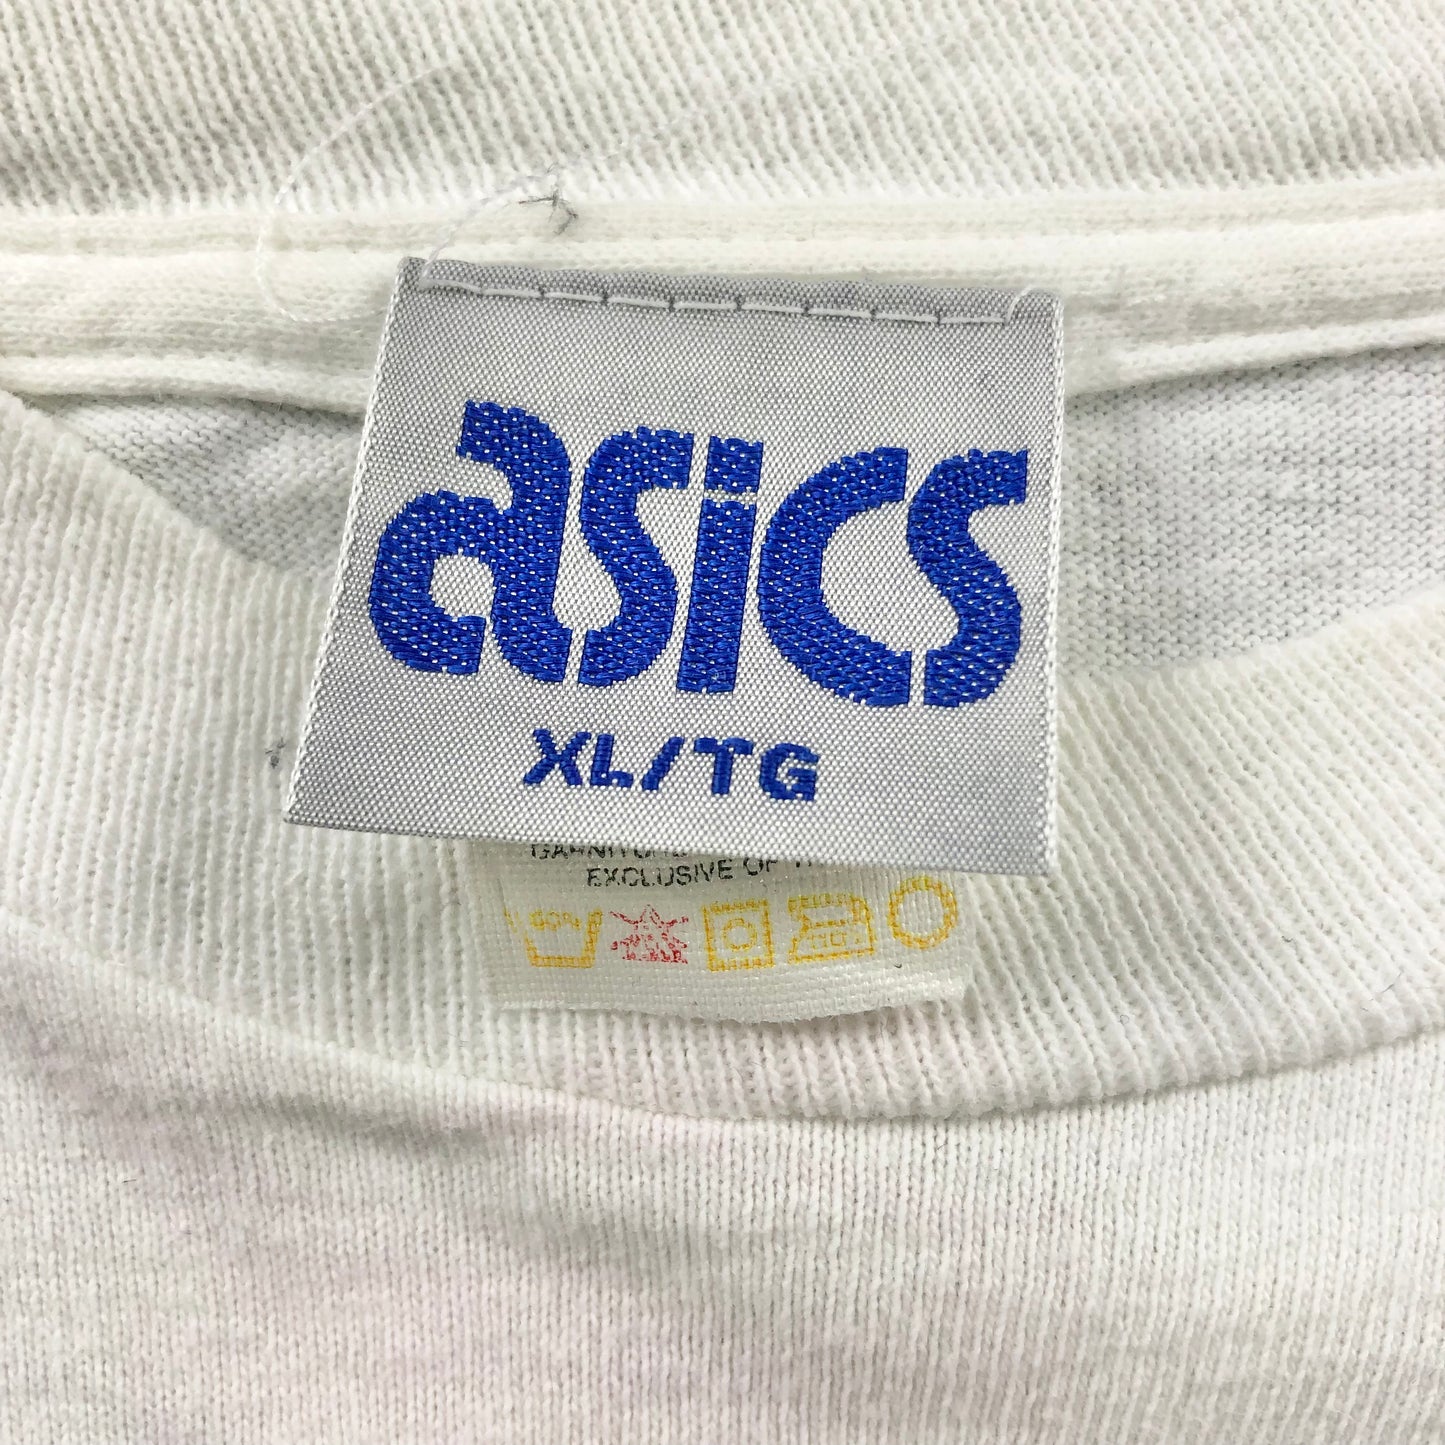 asics
XL/TG
EXCLUSIVE OF